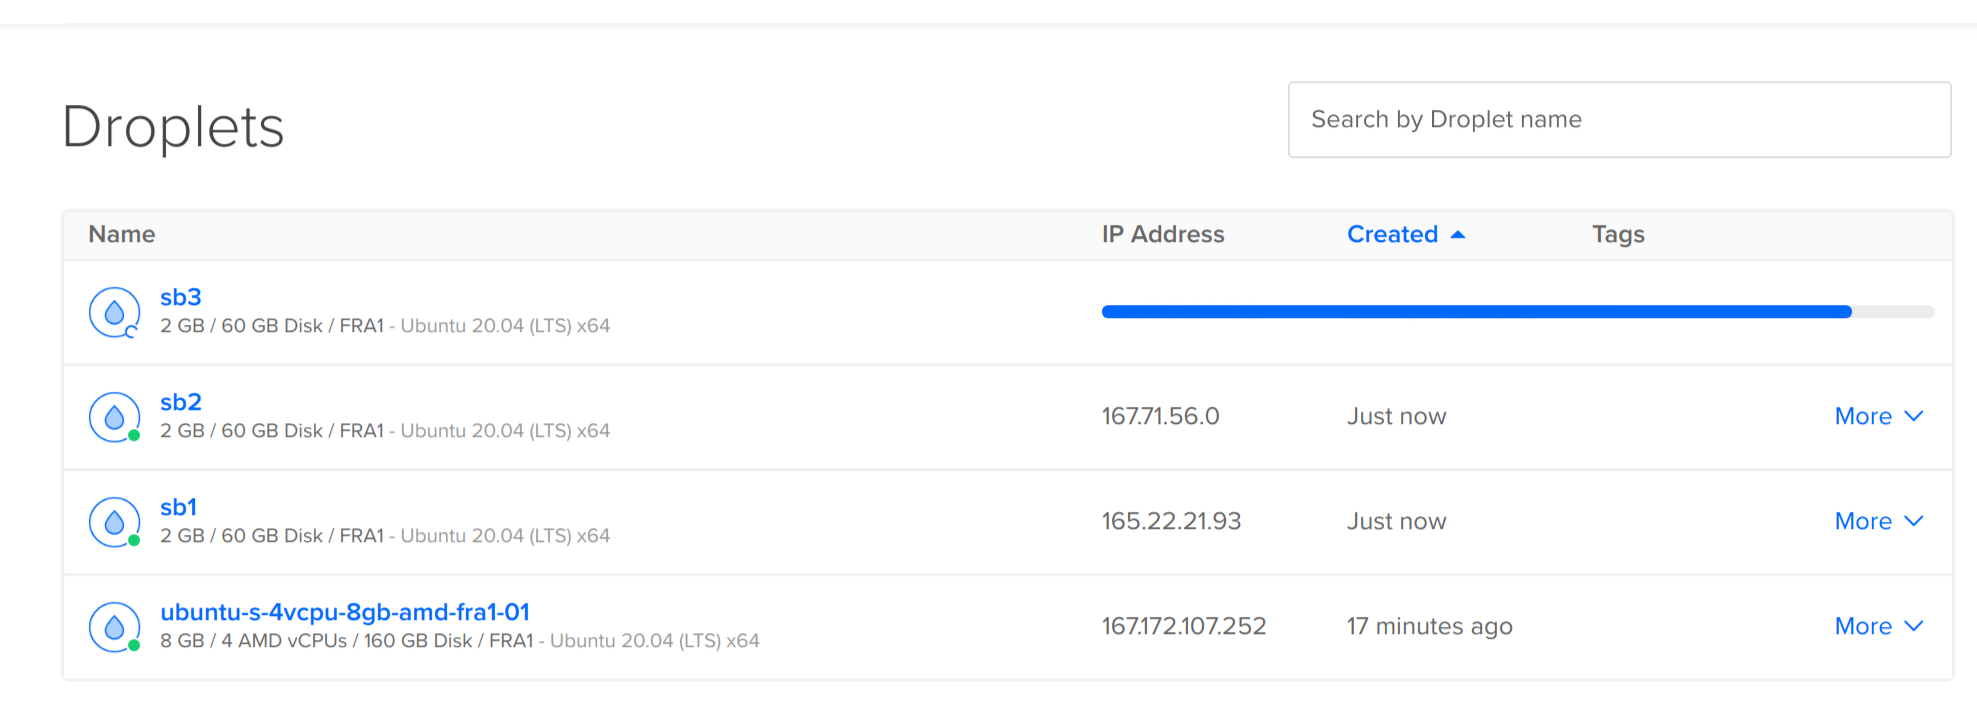 Droplets
Search by Droplet name
Name IP Address Created Tags
sb3
2 GB / 60 GB Disk / FRA1 - Ubuntu 20.04 (LTS) x64
sb2
2 GB / 60 GB Disk / FRA1 - Ubuntu 20.04 (LTS) x64
167.71.56.0 Just now More
sb1
2 GB / 60 GB Disk / FRA1 - Ubuntu 20.04 (LTS) x64
165.22.21.93 Just now More
ubuntu-s-4vcpu-8gb-amd-fra1-01
8 GB / 4 AMD vCPUs / 160 GB Disk / FRA1 - Ubuntu 20.04 (LTS) x64
167.172.107.252 17 minutes ago More